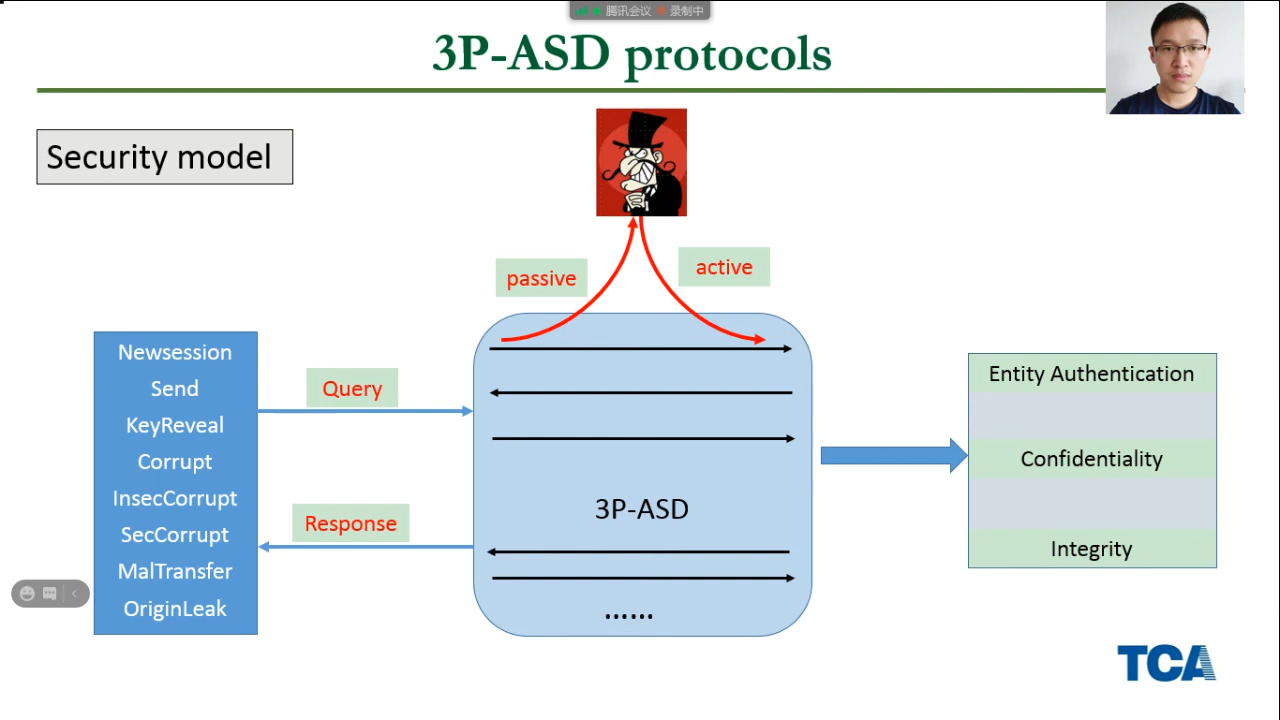 腾讯会议 录制中
3P-ASD protocols
Security model
passive
active
Newsession
Send
KeyReveal
Corrupt
InsecCorrupt
SecCorrupt
MalTransfer
OriginLeak
Query
Response
3P-ASD
......
Entity Authentication
Confidentiality
Integrity
TCA